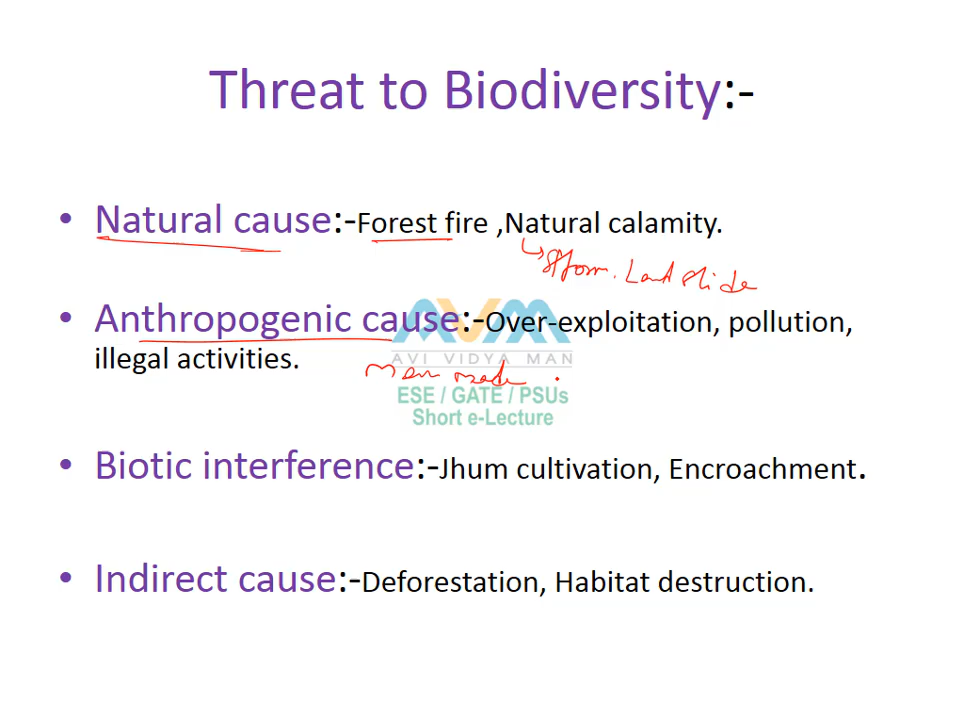 Threat to Biodiversity:-
• Natural cause:-Forest fire ,Natural calamity.
Storm. Land Slide
• Anthropogenic cause:-Over-exploitation, pollution,
illegal activities.
AVM
AVI VIDYA MAN
man made
ESE / GATE / PSUs
Short e-Lecture
• Biotic interference:-Jhum cultivation, Encroachment.
• Indirect cause:-Deforestation, Habitat destruction.